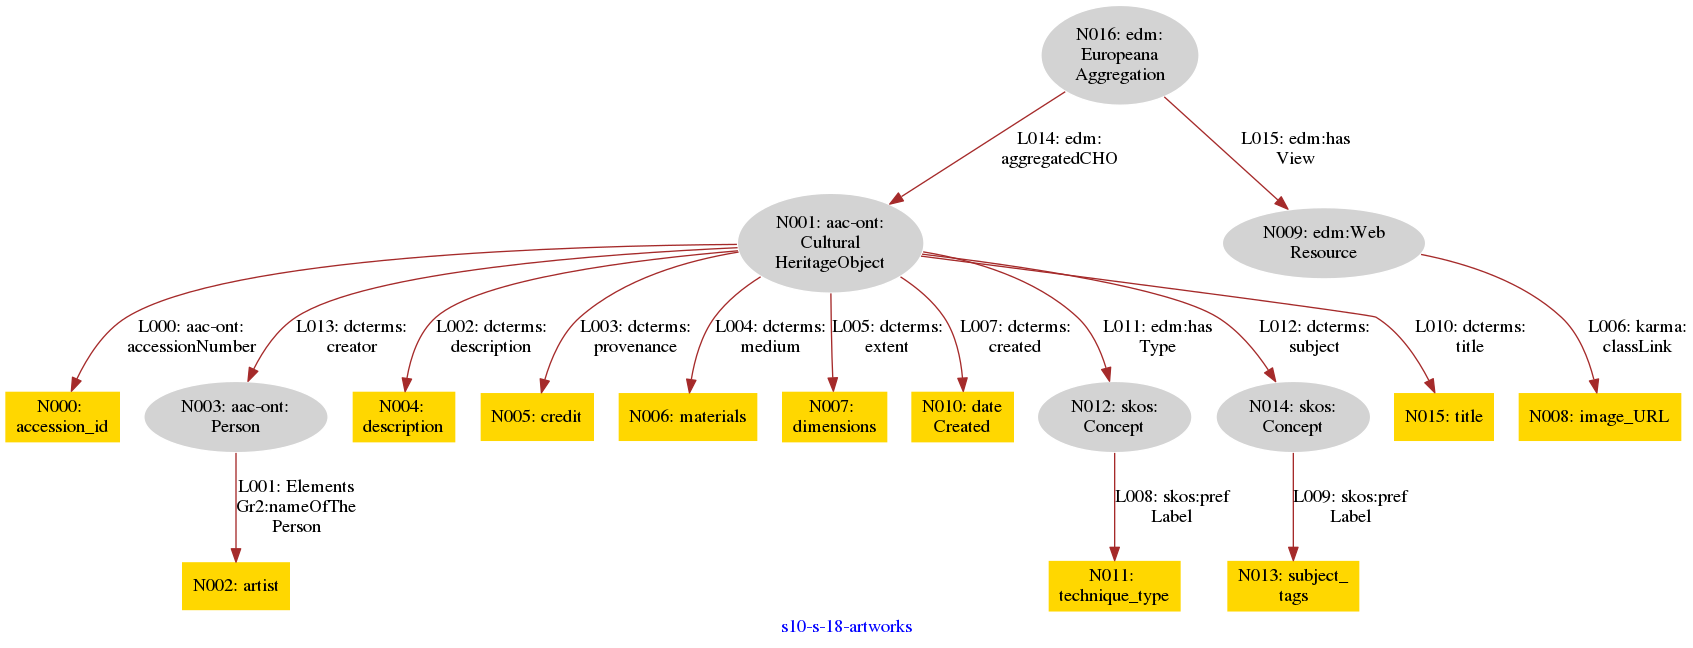 N016: edm:
Europeana
Aggregation
L014: edm:
aggregatedCHO
L015: edm:has
View
N001: aac-ont:
Cultural
HeritageObject
N009: edm:Web
Resource
L000: aac-ont:
accessionNumber
L013: dcterms:
creator
L002: dcterms:
description
L003: dcterms:
provenance
L004: dcterms:
medium
L005: dcterms:
extent
L007: dcterms:
created
L011: edm:has
Type
L012: dcterms:
subject
L010: dcterms:
title
L006: karma:
classLink
N000:
accession_id
N003: aac-ont:
Person
N004:
description
N005: credit
N006: materials
N007:
dimensions
N010: date
Created
N012: skos:
Concept
N014: skos:
Concept
N015: title
N008: image_URL
L001: Elements
Gr2:nameOfThe
Person
L008: skos:pref
Label
L009: skos:pref
Label
N002: artist
N011:
technique_type
N013: subject_
tags
s10-s-18-artworks